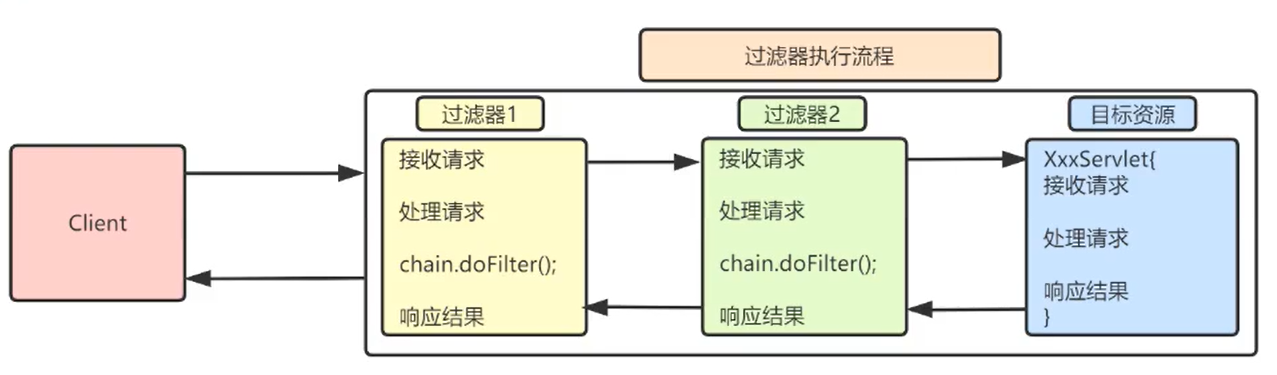 过滤器执行流程
过滤器1
过滤器2
目标资源
Client
接收请求
处理请求
chain.doFilter();
响应结果
接收请求
处理请求
chain.doFilter();
响应结果
XxxServlet{
接收请求
处理请求
响应结果
}